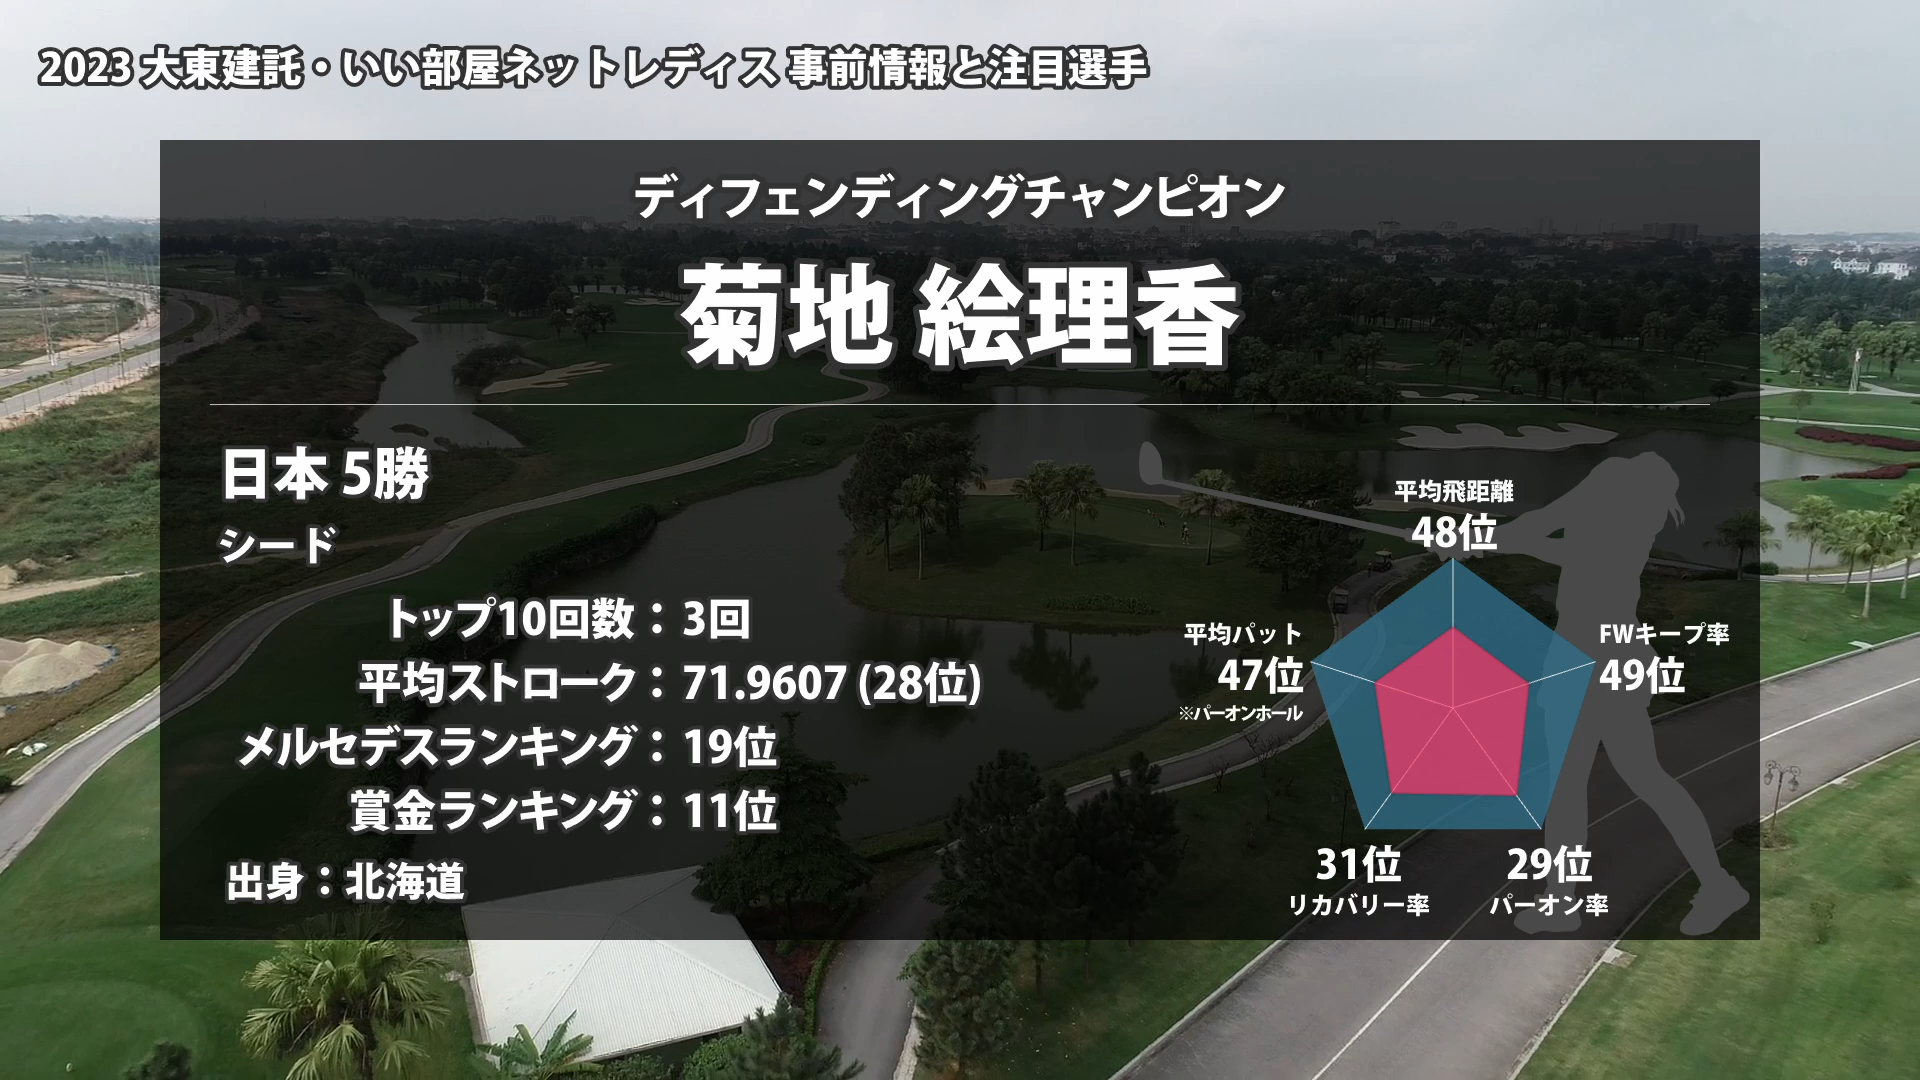 2023 大東建託・いい部屋ネットレディス 事前情報と注目選手
ディフェンディングチャンピオン
菊地 絵理香
日本 5勝
シード
トップ10回数： 3回
平均ストローク： 71.9607 (28位)
メルセデスランキング： 19位
賞金ランキング： 11位
出身：北海道
平均飛距離
48位
平均パット
47位
※パーオンホール
FWキープ率
49位
31位
リカバリー率
29位
パーオン率